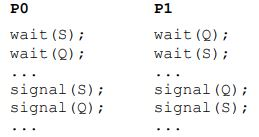 P0 P1
wait(S); wait(Q);
wait(Q); wait(S);
... ...
signal(S); signal(Q);
signal(Q); signal(S);
... ...